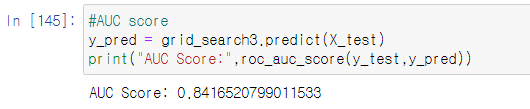 In [145]: #AUC score
y_pred = grid_search3.predict(X_test)
print("AUC Score:",roc_auc_score(y_test,y_pred))
AUC Score: 0.8416520799011533